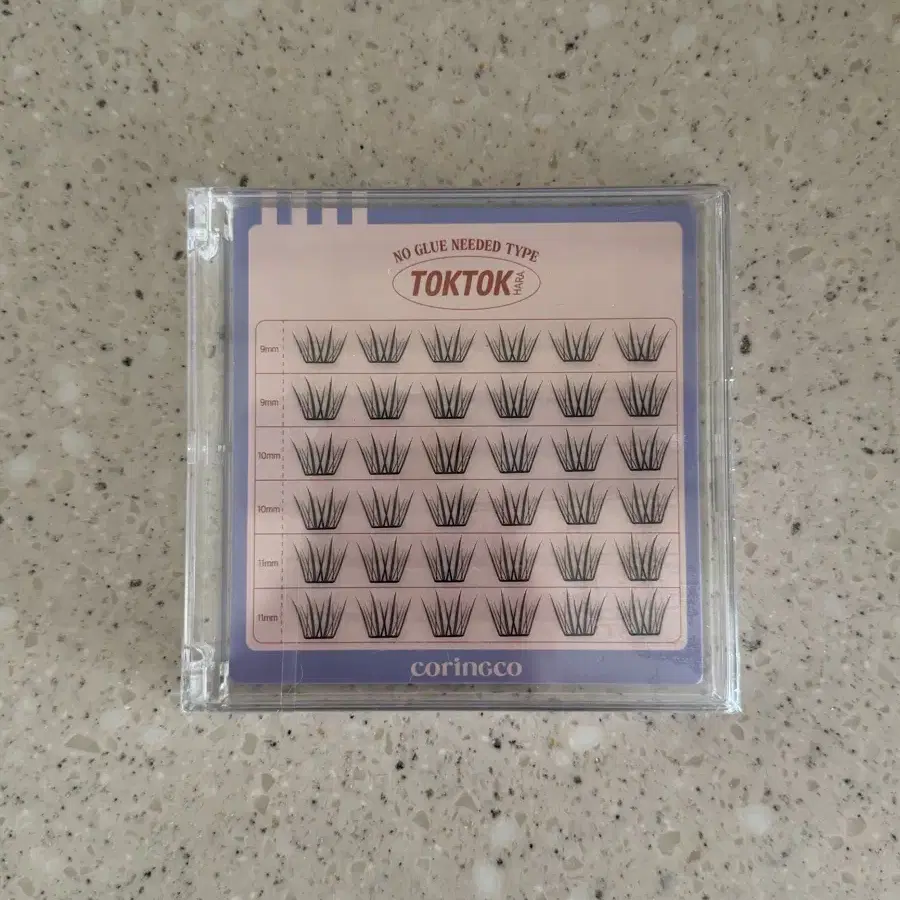 NO GLUE NEEDED TYPE
TOKTOK HARA
9mm
9mm
10mm
10mm
11mm
11mm
coringco